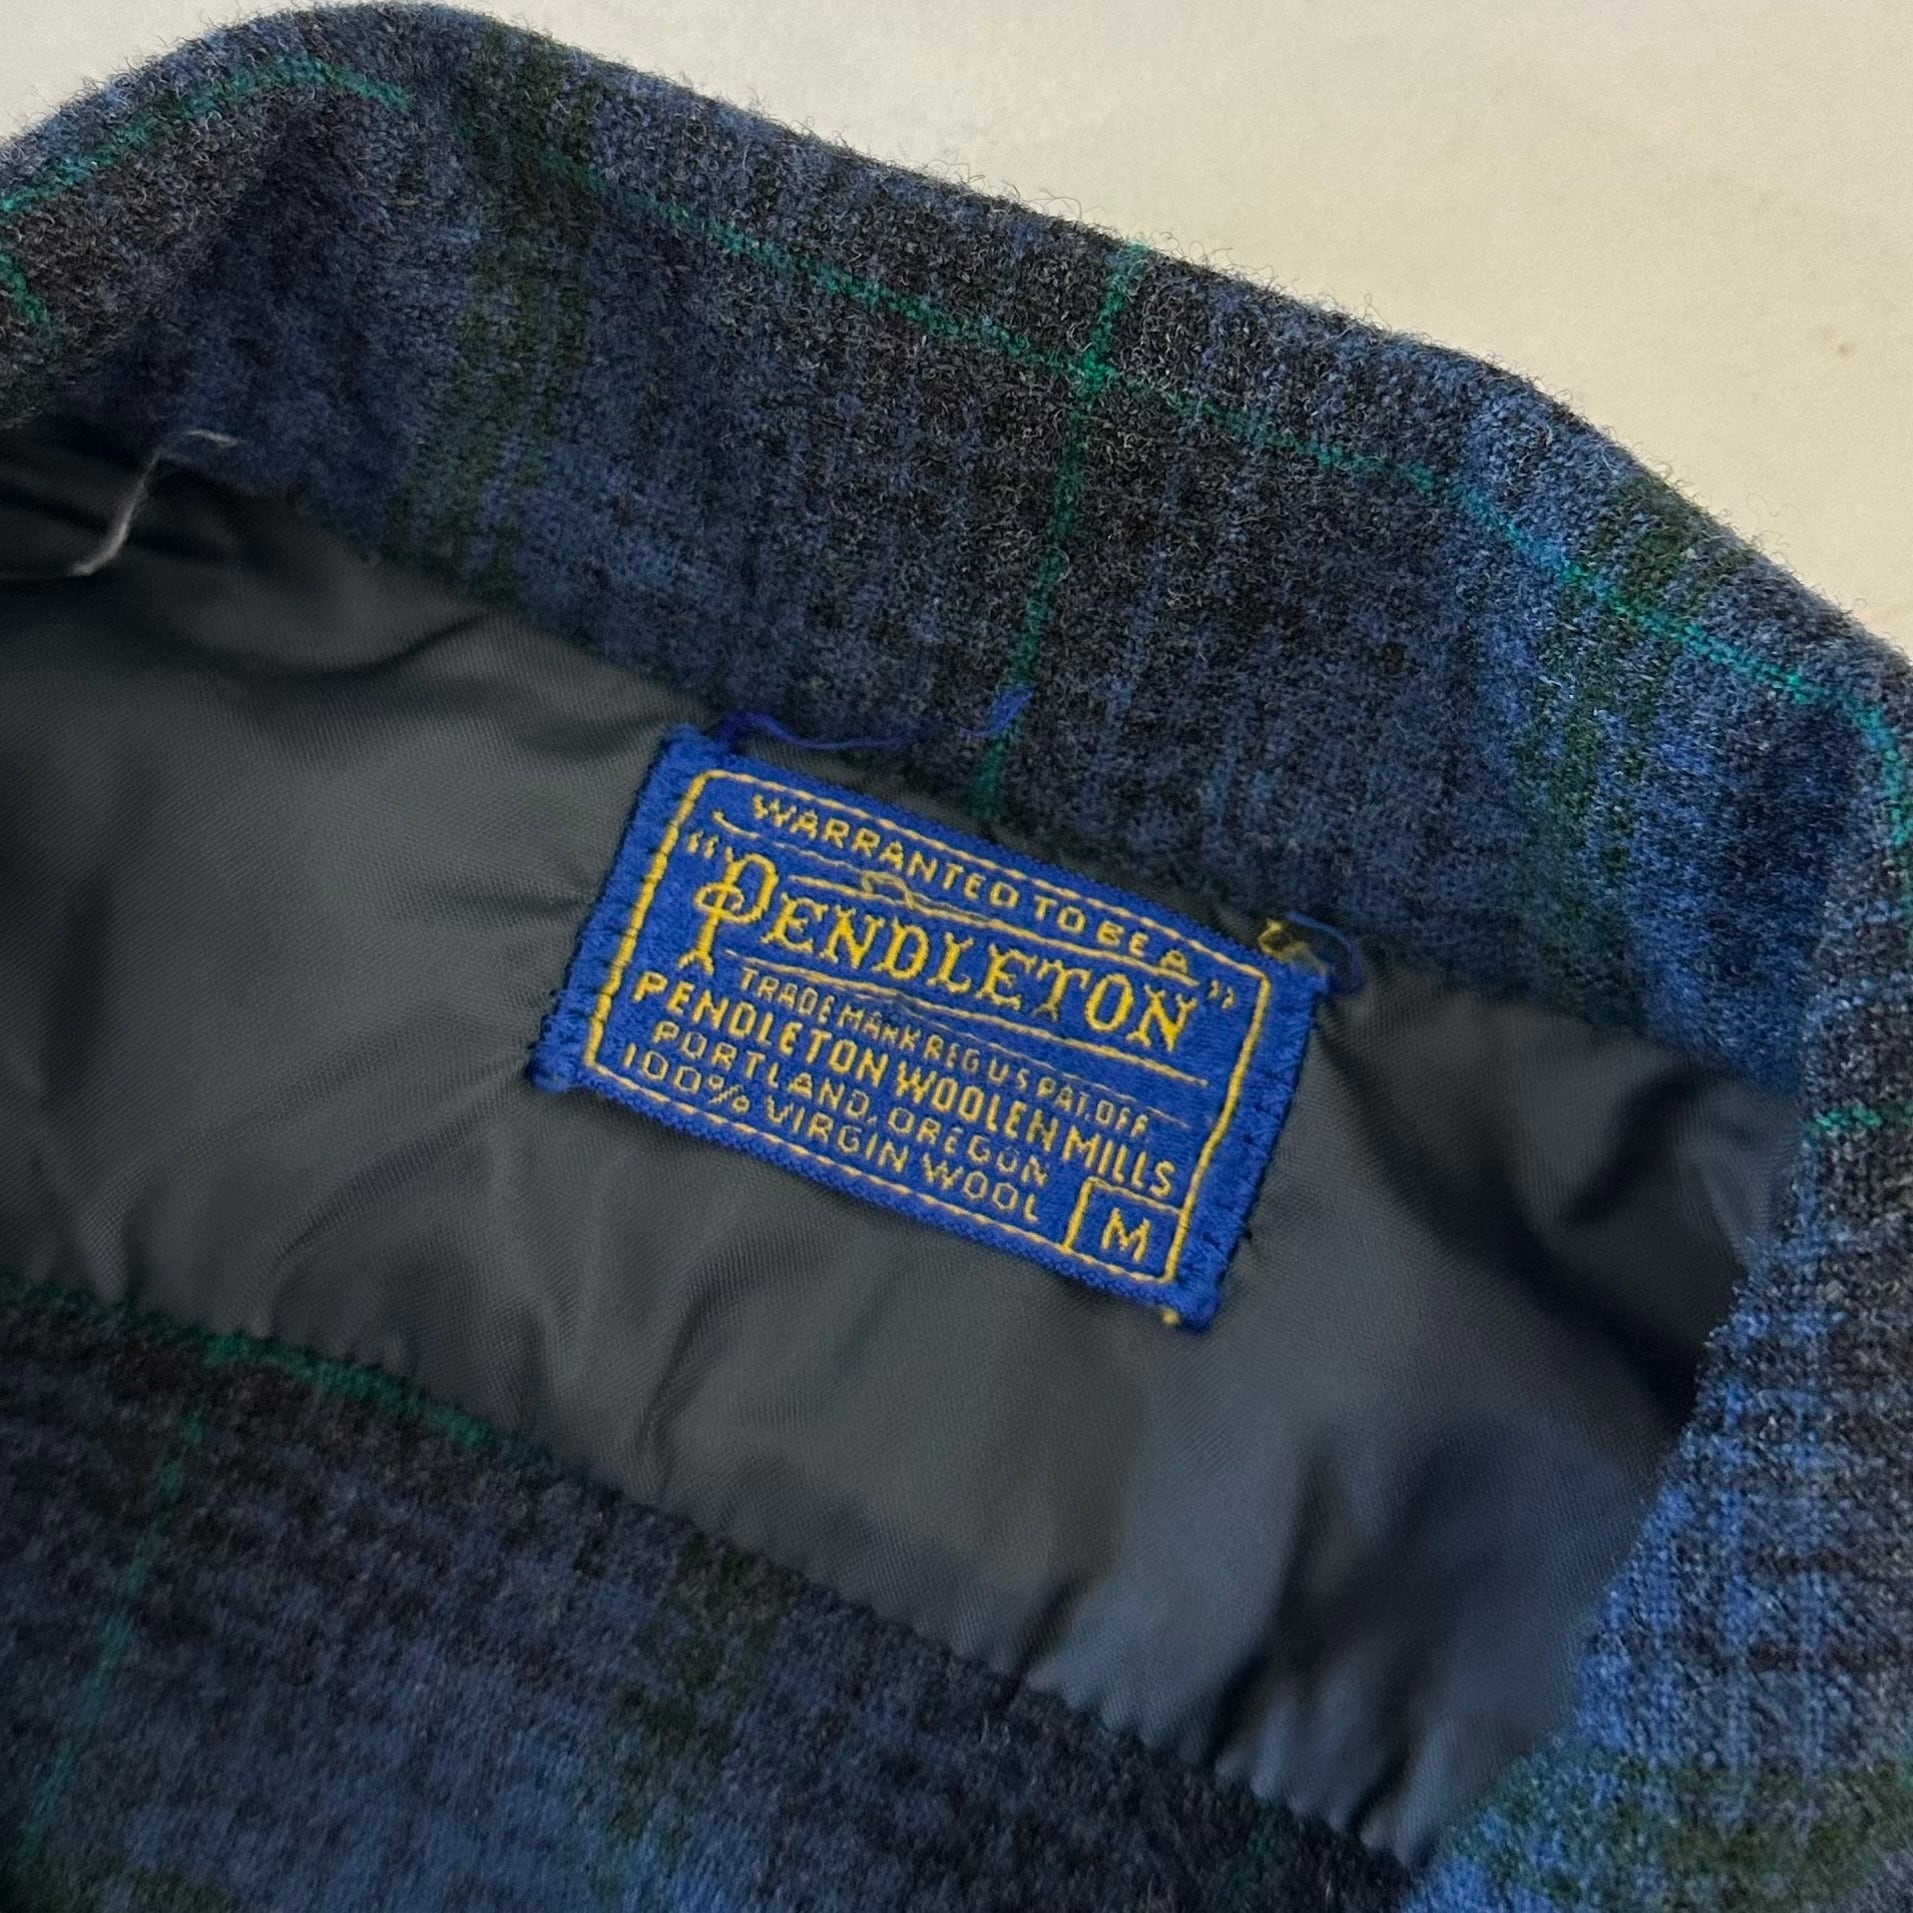 WARRANTED TO BE A
"PENDLETON"
TRADE MARK REG U S PAT. OFF.
PENDLETON WOOLEN MILLS
PORTLAND, OREGON
100% VIRGIN WOOL
M